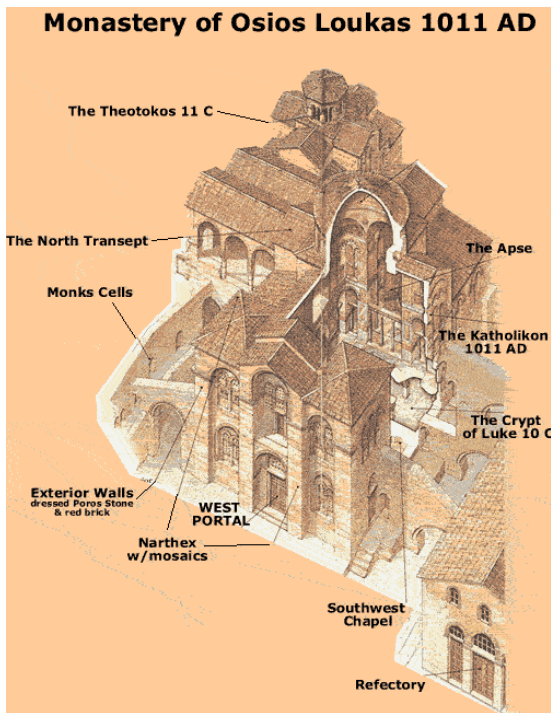 Monastery of Osios Loukas 1011 AD
The Theotokos 11 C
The North Transept
The Apse
Monks Cells
The Katholikon
1011 AD
The Crypt
of Luke 10 C
Exterior Walls
dressed Poros Stone
& red brick
WEST
PORTAL
Narthex
w/mosaics
Southwest
Chapel
Refectory